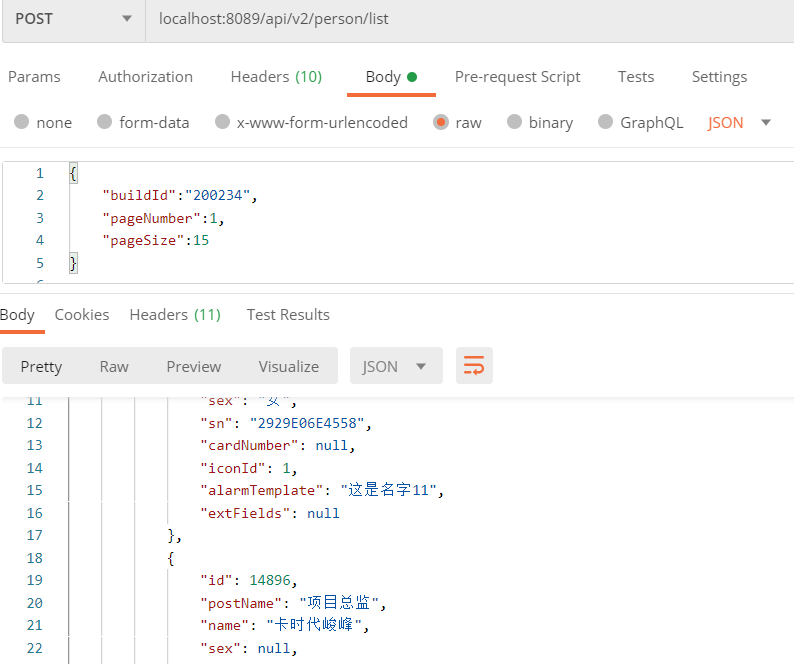 POST localhost:8089/api/v2/person/list
Params Authorization Headers (10) Body Pre-request Script Tests Settings
none form-data x-www-form-urlencoded raw binary GraphQL JSON
1 {
2 "buildId":"200234",
3 "pageNumber":1,
4 "pageSize":15
5 }
6
Body Cookies Headers (11) Test Results
Pretty Raw Preview Visualize JSON
11 "sex": "女",
12 "sn": "2929E06E4558",
13 "cardNumber": null,
14 "iconId": 1,
15 "alarmTemplate": "这是名字11",
16 "extFields": null
17 },
18 {
19 "id": 14896,
20 "postName": "项目总监",
21 "name": "卡时代峻峰",
22 "sex": null,